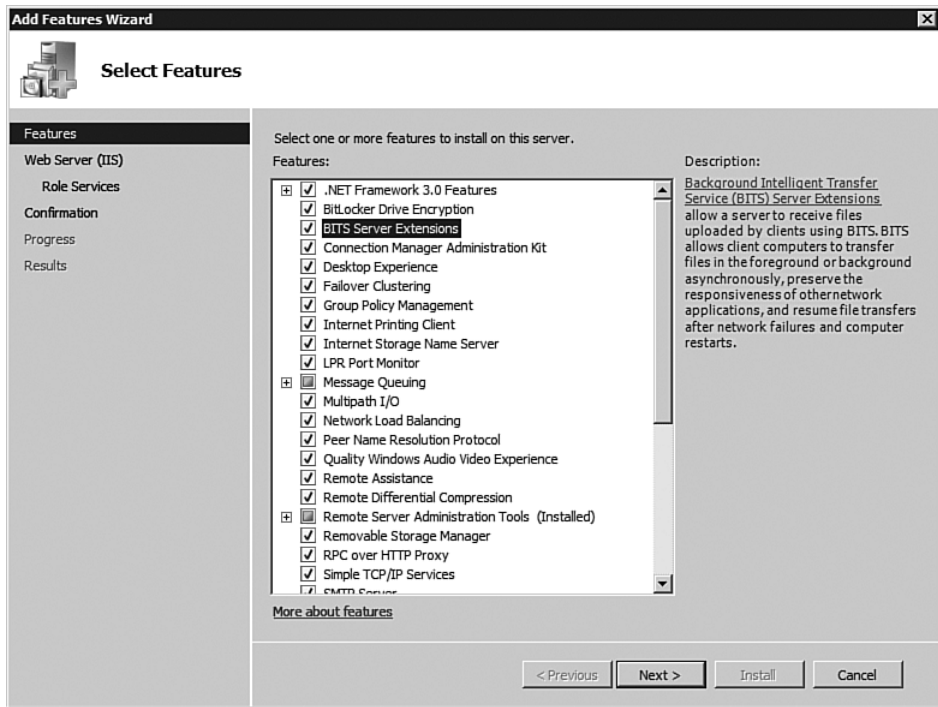 Add Features Wizard
Select Features
Features
Web Server (IIS)
Role Services
Confirmation
Progress
Results
Select one or more features to install on this server.
Features:
.NET Framework 3.0 Features
BitLocker Drive Encryption
BITS Server Extensions
Connection Manager Administration Kit
Desktop Experience
Failover Clustering
Group Policy Management
Internet Printing Client
Internet Storage Name Server
LPR Port Monitor
Message Queuing
Multipath I/O
Network Load Balancing
Peer Name Resolution Protocol
Quality Windows Audio Video Experience
Remote Assistance
Remote Differential Compression
Remote Server Administration Tools (Installed)
Removable Storage Manager
RPC over HTTP Proxy
Simple TCP/IP Services
SMTP Server
More about features
Description:
Background Intelligent Transfer
Service (BITS) Server Extensions
allow a server to receive files
uploaded by clients using BITS. BITS
allows client computers to transfer
files in the foreground or background
asynchronously, preserve the
responsiveness of othernetwork
applications, and resume file transfers
after network failures and computer
restarts.
< Previous
Next >
Install
Cancel